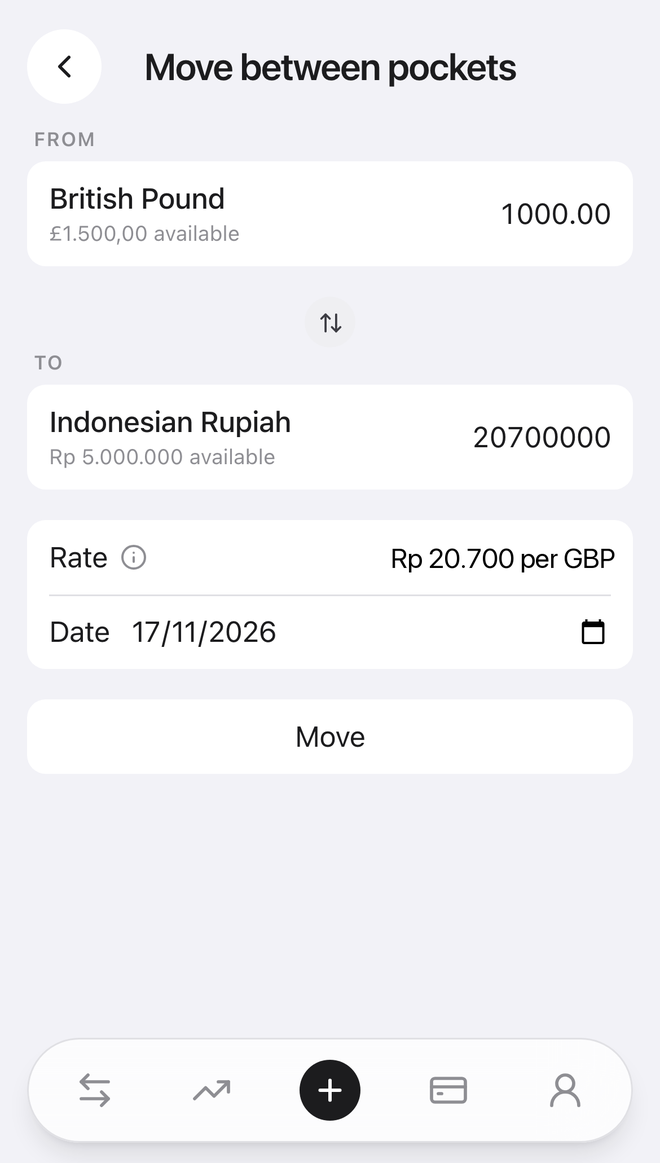 Move between pockets
FROM
British Pound
1000.00
£1.500,00 available
TO
Indonesian Rupiah
20700000
Rp 5.000.000 available
Rate
Rp 20.700 per GBP
Date 17/11/2026
Move